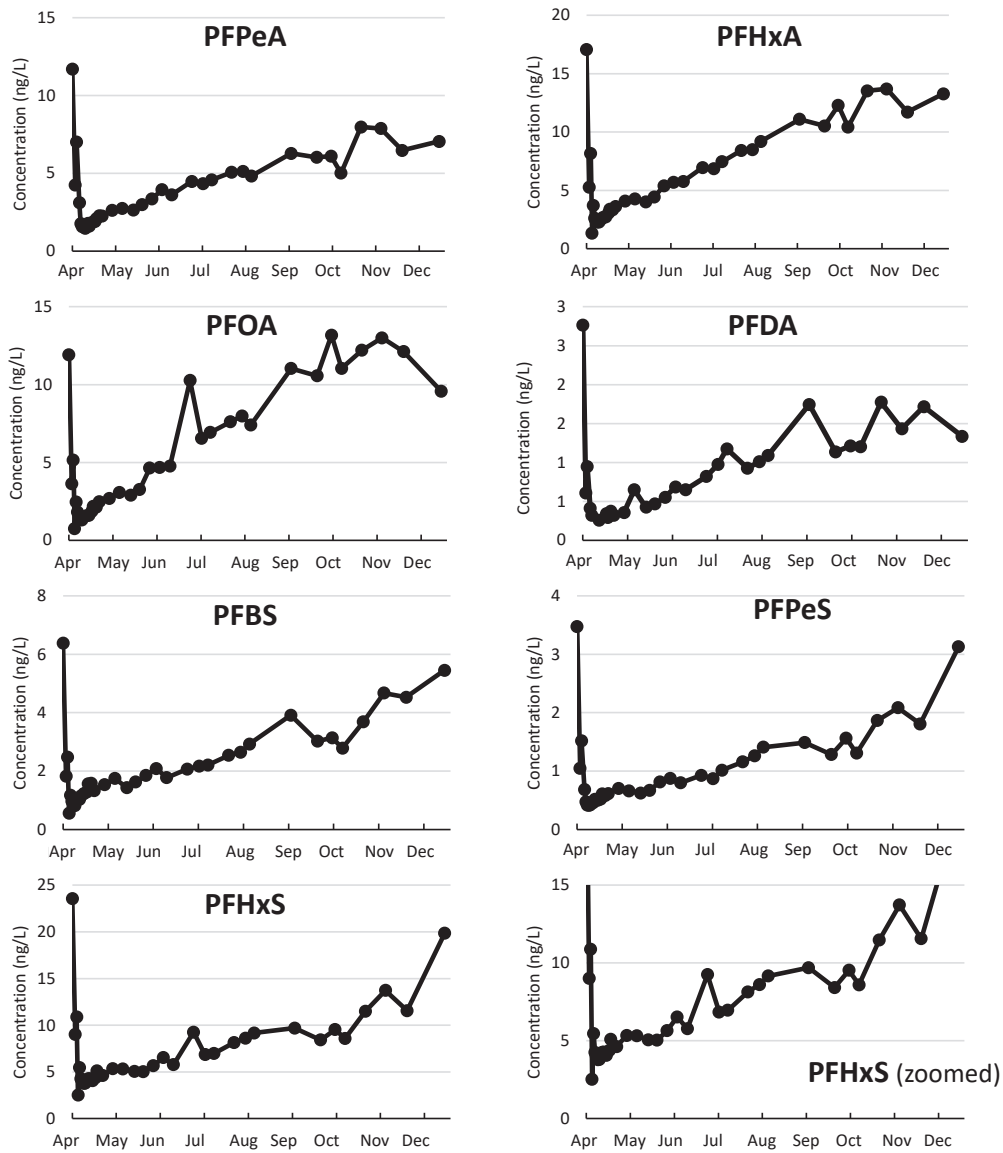 PFPeA
Concentration (ng/L)
15
10
5
0
Apr May Jun Jul Aug Sep Oct Nov Dec
PFHxA
Concentration (ng/L)
20
15
10
5
0
Apr May Jun Jul Aug Sep Oct Nov Dec
PFOA
Concentration (ng/L)
15
10
5
0
Apr May Jun Jul Aug Sep Oct Nov Dec
PFDA
Concentration (ng/L)
3
3
2
2
1
1
0
Apr May Jun Jul Aug Sep Oct Nov Dec
PFBS
Concentration (ng/L)
8
6
4
2
0
Apr May Jun Jul Aug Sep Oct Nov Dec
PFPeS
Concentration (ng/L)
4
3
2
1
0
Apr May Jun Jul Aug Sep Oct Nov Dec
PFHxS
Concentration (ng/L)
25
20
15
10
5
0
Apr May Jun Jul Aug Sep Oct Nov Dec
Concentration (ng/L)
15
10
5
0
PFHxS (zoomed)
Apr May Jun Jul Aug Sep Oct Nov Dec